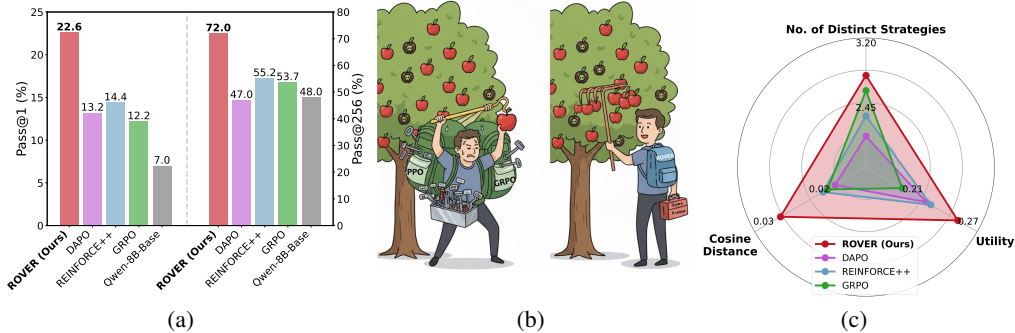 25
20
15
10
5
0
Pass@1 (%)
22.6
13.2
14.4
12.2
7.0
72.0
47.0
55.2
53.7
48.0
80
70
60
50
40
30
20
10
0
Pass@256 (%)
ROVER (Ours)
DAPO
REINFORCE++
GRPO
Qwen-8B-Base
ROVER (Ours)
DAPO
REINFORCE++
GRPO
Qwen-8B-Base
(a)
PPO
GRPO
ROVER
(b)
No. of Distinct Strategies
3.20
2.45
0.02
0.21
0.03
0.27
Cosine
Distance
Utility
ROVER (Ours)
DAPO
REINFORCE++
GRPO
(c)